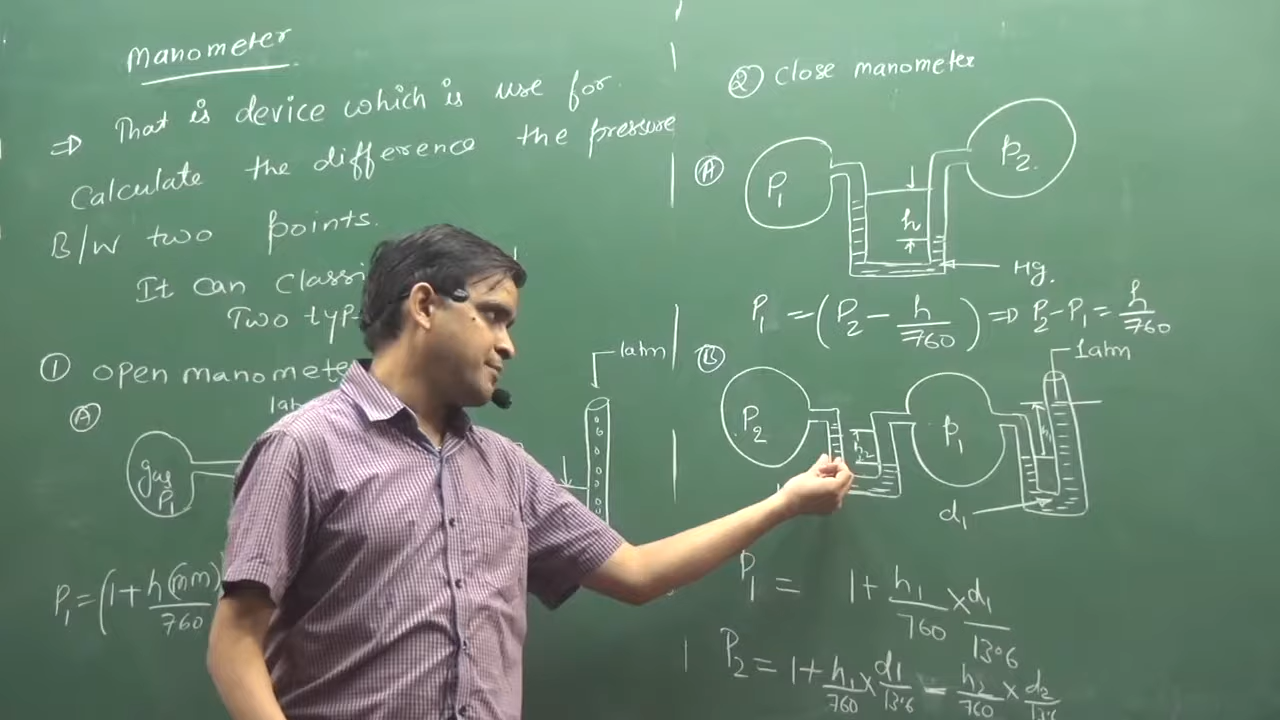 Manometer
⇒ That is device which is use for
Calculate the difference the pressure
B/W two points.
It can classi
Two typ
① open manomete
1at
1atm
Ⓐ
gas
P₁
P₁ = (1 + h(mm)/760
② Close manometer
Ⓐ
P₁
P₂
h
Hg.
P₁ = (P₂ - h/760) ⇒ P₂ - P₁ = h/760
Ⓑ
1atm
P₂
h₂
P₁
h₁
d₁
P₁ = 1 + h₁/760 × d₁/13.6
P₂ = 1 + h₁/760 × d₁/13.6 - h₂/760 × d₂/13.6